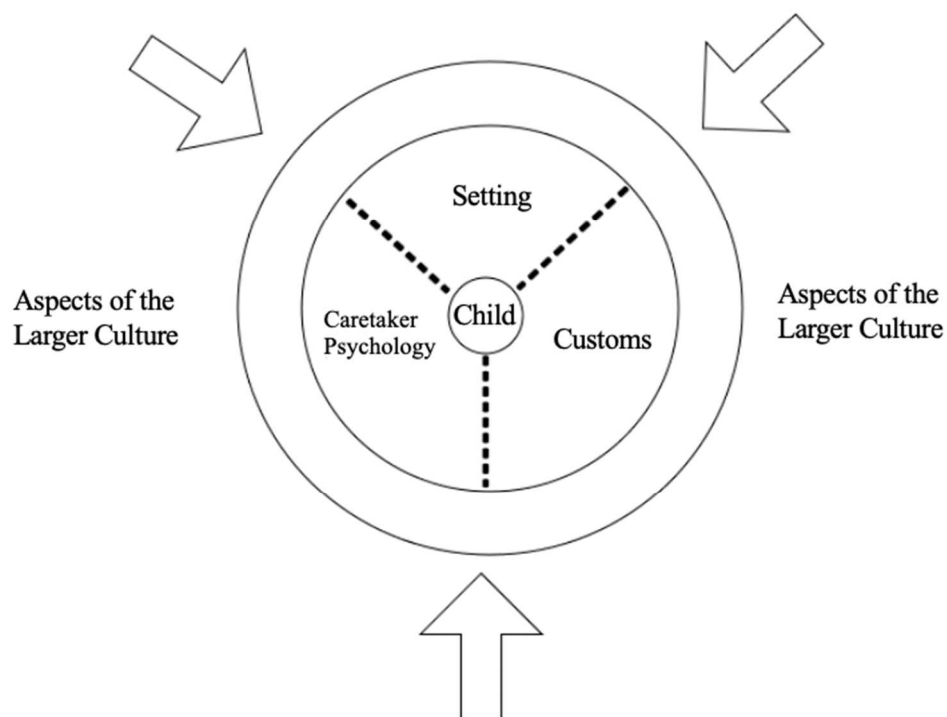 Setting
Aspects of the
Larger Culture
Caretaker
Psychology
Child
Customs
Aspects of the
Larger Culture